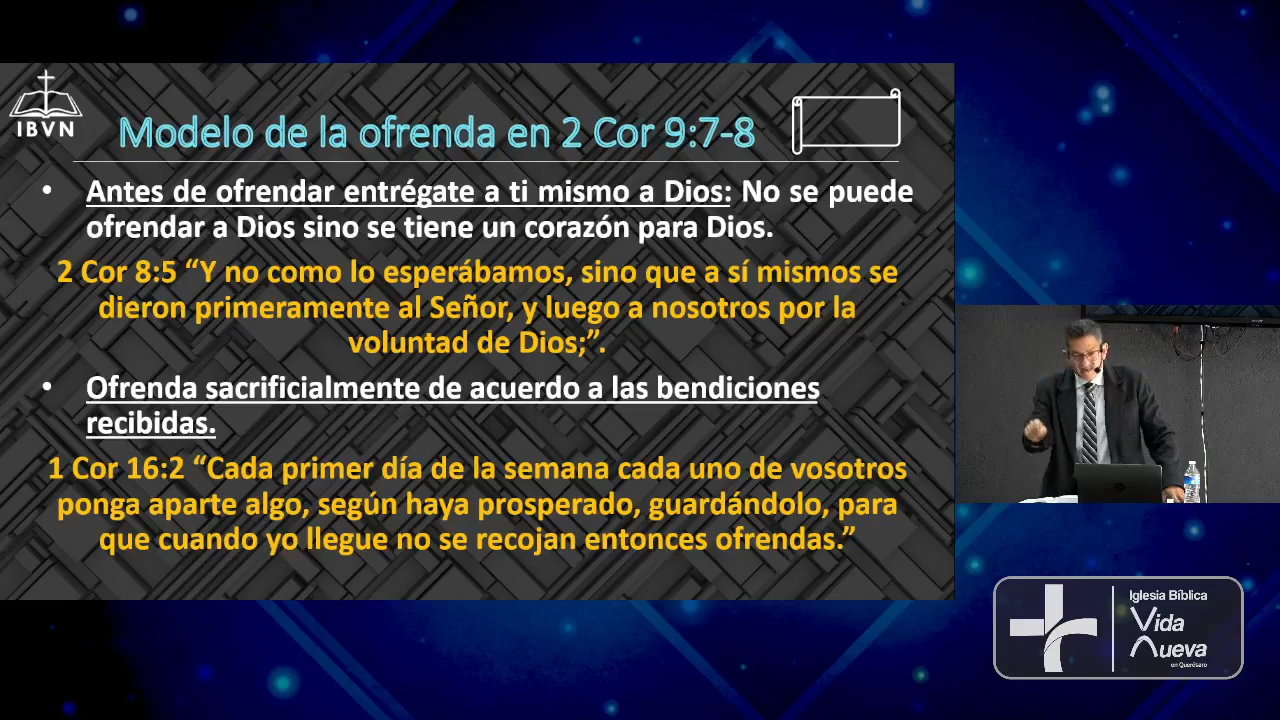 IBVN
Modelo de la ofrenda en 2 Cor 9:7-8
• Antes de ofrendar entrégate a ti mismo a Dios: No se puede
ofrendar a Dios sino se tiene un corazón para Dios.
2 Cor 8:5 “Y no como lo esperábamos, sino que a sí mismos se
dieron primeramente al Señor, y luego a nosotros por la
voluntad de Dios;”.
• Ofrenda sacrificialmente de acuerdo a las bendiciones
recibidas.
1 Cor 16:2 “Cada primer día de la semana cada uno de vosotros
ponga aparte algo, según haya prosperado, guardándolo, para
que cuando yo llegue no se recojan entonces ofrendas.”
Iglesia Bíblica
Vida
Nueva
en Querétaro